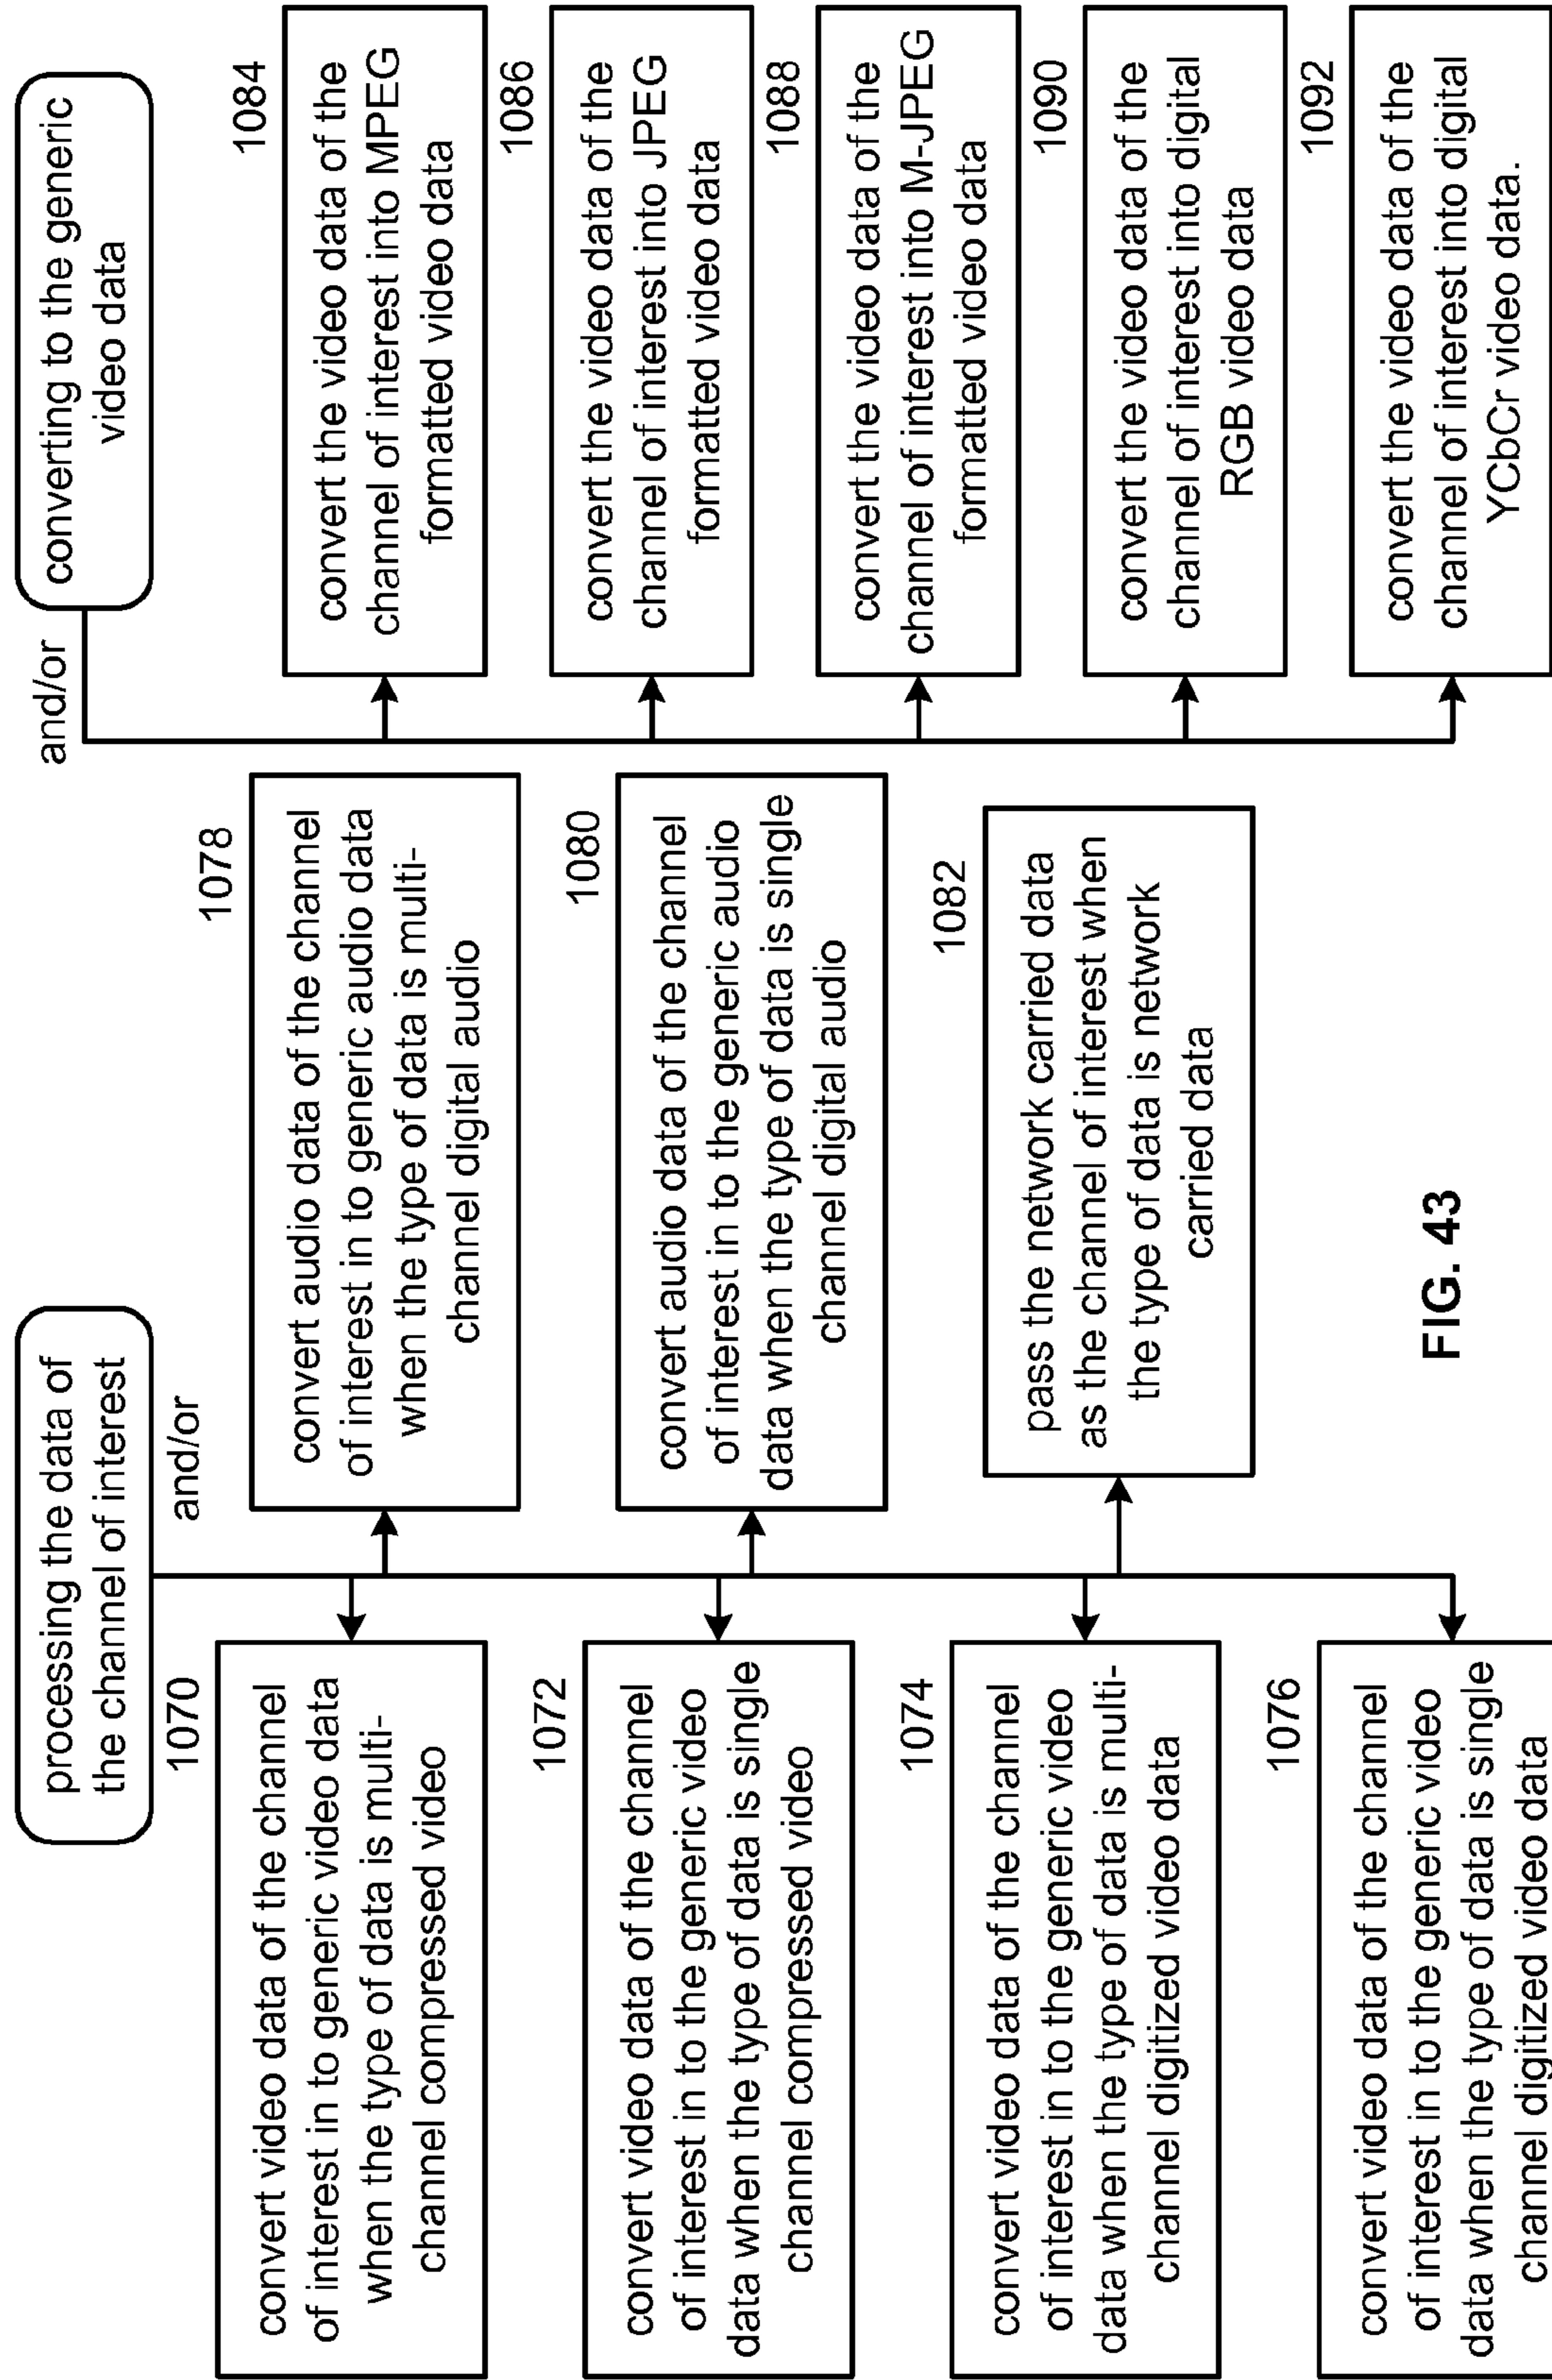 processing the data of
the channel of interest
and/or
1070
convert video data of the channel
of interest in to generic video data
when the type of data is multi-
channel compressed video
1072
convert video data of the channel
of interest in to the generic video
data when the type of data is single
channel compressed video
1074
convert video data of the channel
of interest in to the generic video
data when the type of data is multi-
channel digitized video data
1076
convert video data of the channel
of interest in to the generic video
data when the type of data is single
channel digitized video data
1078
convert audio data of the channel
of interest in to generic audio data
when the type of data is multi-
channel digital audio
1080
convert audio data of the channel
of interest in to the generic audio
data when the type of data is single
channel digital audio
1082
pass the network carried data
as the channel of interest when
the type of data is network
carried data
converting to the generic
video data
and/or
1084
convert the video data of the
channel of interest into MPEG
formatted video data
1086
convert the video data of the
channel of interest into JPEG
formatted video data
1088
convert the video data of the
channel of interest into M-JPEG
formatted video data
1090
convert the video data of the
channel of interest into digital
RGB video data
1092
convert the video data of the
channel of interest into digital
YCbCr video data.
FIG. 43